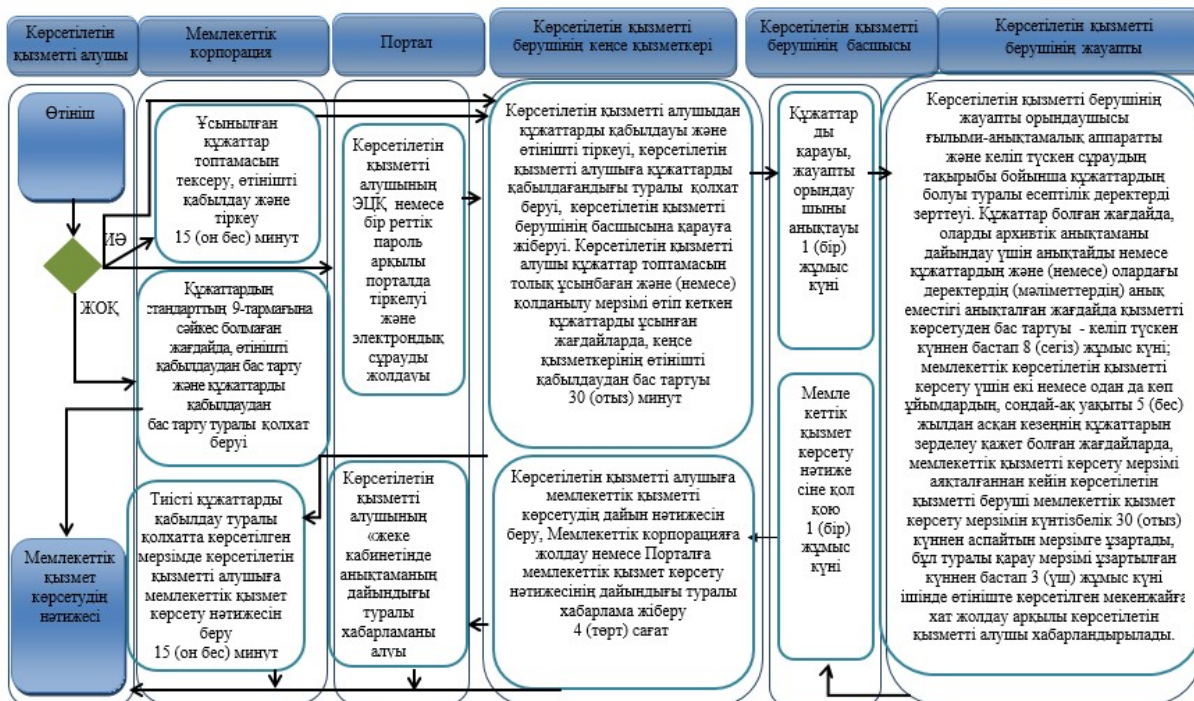 Көрсетілетін
қызметті алушы
Мемлекеттік
корпорация
Портал
Көрсетілетін қызметті
берушінің кеңсе қызметкері
Көрсетілетін қызметті
берушінің басшысы
Көрсетілетін қызметті
берушінің жауапты
Өтініш
ИӘ
ЖОҚ
Мемлекеттік
қызмет
көрсетудің
нәтижесі
Ұсынылған
құжаттар
топтамасын
тексеру, өтінішті
қабылдау және
тіркеу
15 (он бес) минут
Құжаттардың
стандарттың 9-тармағына
сәйкес болмаған
жағдайда, өтінішті
қабылдаудан бас тарту
және құжаттарды
қабылдаудан
бас тарту туралы қолхат
беруі
Тиісті құжаттарды
қабылдау туралы
қолхатта көрсетілген
мерзімде көрсетілетін
қызметті алушыға
мемлекеттік қызмет
көрсету нәтижесін
беру
15 (он бес) минут
Көрсетілетін
қызметті
алушының
ЭЦҚ немесе
бір реттік
пароль
арқылы
порталда
тіркелуі
және
электрондық
сұрауды
жолдауы
Көрсетілетін
қызметті
алушының
«жеке
кабинетінде
анықтаманың
дайындығы
туралы
хабарламаны
алуы
Көрсетілетін қызметті алушыдан
құжаттарды қабылдауы және
өтінішті тіркеуі, көрсетілетін
қызметті алушыға құжаттарды
қабылдағандығы туралы қолхат
беруі, көрсетілетін қызметті
берушінің басшысына қарауға
жіберуі. Көрсетілетін қызметті
алушы құжаттар топтамасын
толық ұсынбаған және (немесе)
қолданылу мерзімі өтіп кеткен
құжаттарды ұсынған
жағдайларда, кеңсе
қызметкерінің өтінішті
қабылдаудан бас тартуы
30 (отыз) минут
Көрсетілетін қызметті алушыға
мемлекеттік қызметті
көрсетудің дайын нәтижесін
беру, Мемлекеттік корпорацияға
жолдау немесе Порталға
мемлекеттік қызмет көрсету
нәтижесінің дайындығы туралы
хабарлама жіберу
4 (төрт) сағат
Құжаттар
ды
қарауы,
жауапты
орындау
шыны
анықтауы
1 (бір)
жұмыс
күні
Мемле
кеттік
қызмет
көрсету
нәтиже
сіне қол
қою
1 (бір)
жұмыс
күні
Көрсетілетін қызметті берушінің
жауапты орындаушысы
ғылыми-анықтамалық аппаратты
және келіп түскен сұраудың
тақырыбы бойынша құжаттардың
болуы туралы есептілік деректерді
зерттеуі. Құжаттар болған жағдайда,
оларды архивтік анықтаманы
дайындау үшін анықтайды немесе
құжаттардың және (немесе) олардағы
деректердің (мәліметтердің) анық
еместігі анықталған жағдайда қызметті
көрсетуден бас тартуы - келіп түскен
күннен бастап 8 (сегіз) жұмыс күні;
мемлекеттік көрсетілетін қызметті
көрсету үшін екі немесе одан да көп
ұйымдардың, сондай-ақ уақыты 5 (бес)
жылдан асқан кезеңнің құжаттарын
зерделеу қажет болған жағдайларда,
мемлекеттік қызметті көрсету мерзімі
аяқталғаннан кейін көрсетілетін
қызметті беруші мемлекеттік қызмет
көрсету мерзімін күнтізбелік 30 (отыз)
күннен аспайтын мерзімге ұзартады,
бұл туралы қарау мерзімі ұзартылған
күннен бастап 3 (үш) жұмыс күні
ішінде өтініште көрсетілген мекенжайға
хат жолдау арқылы көрсетілетін
қызметті алушы хабарландырылады.